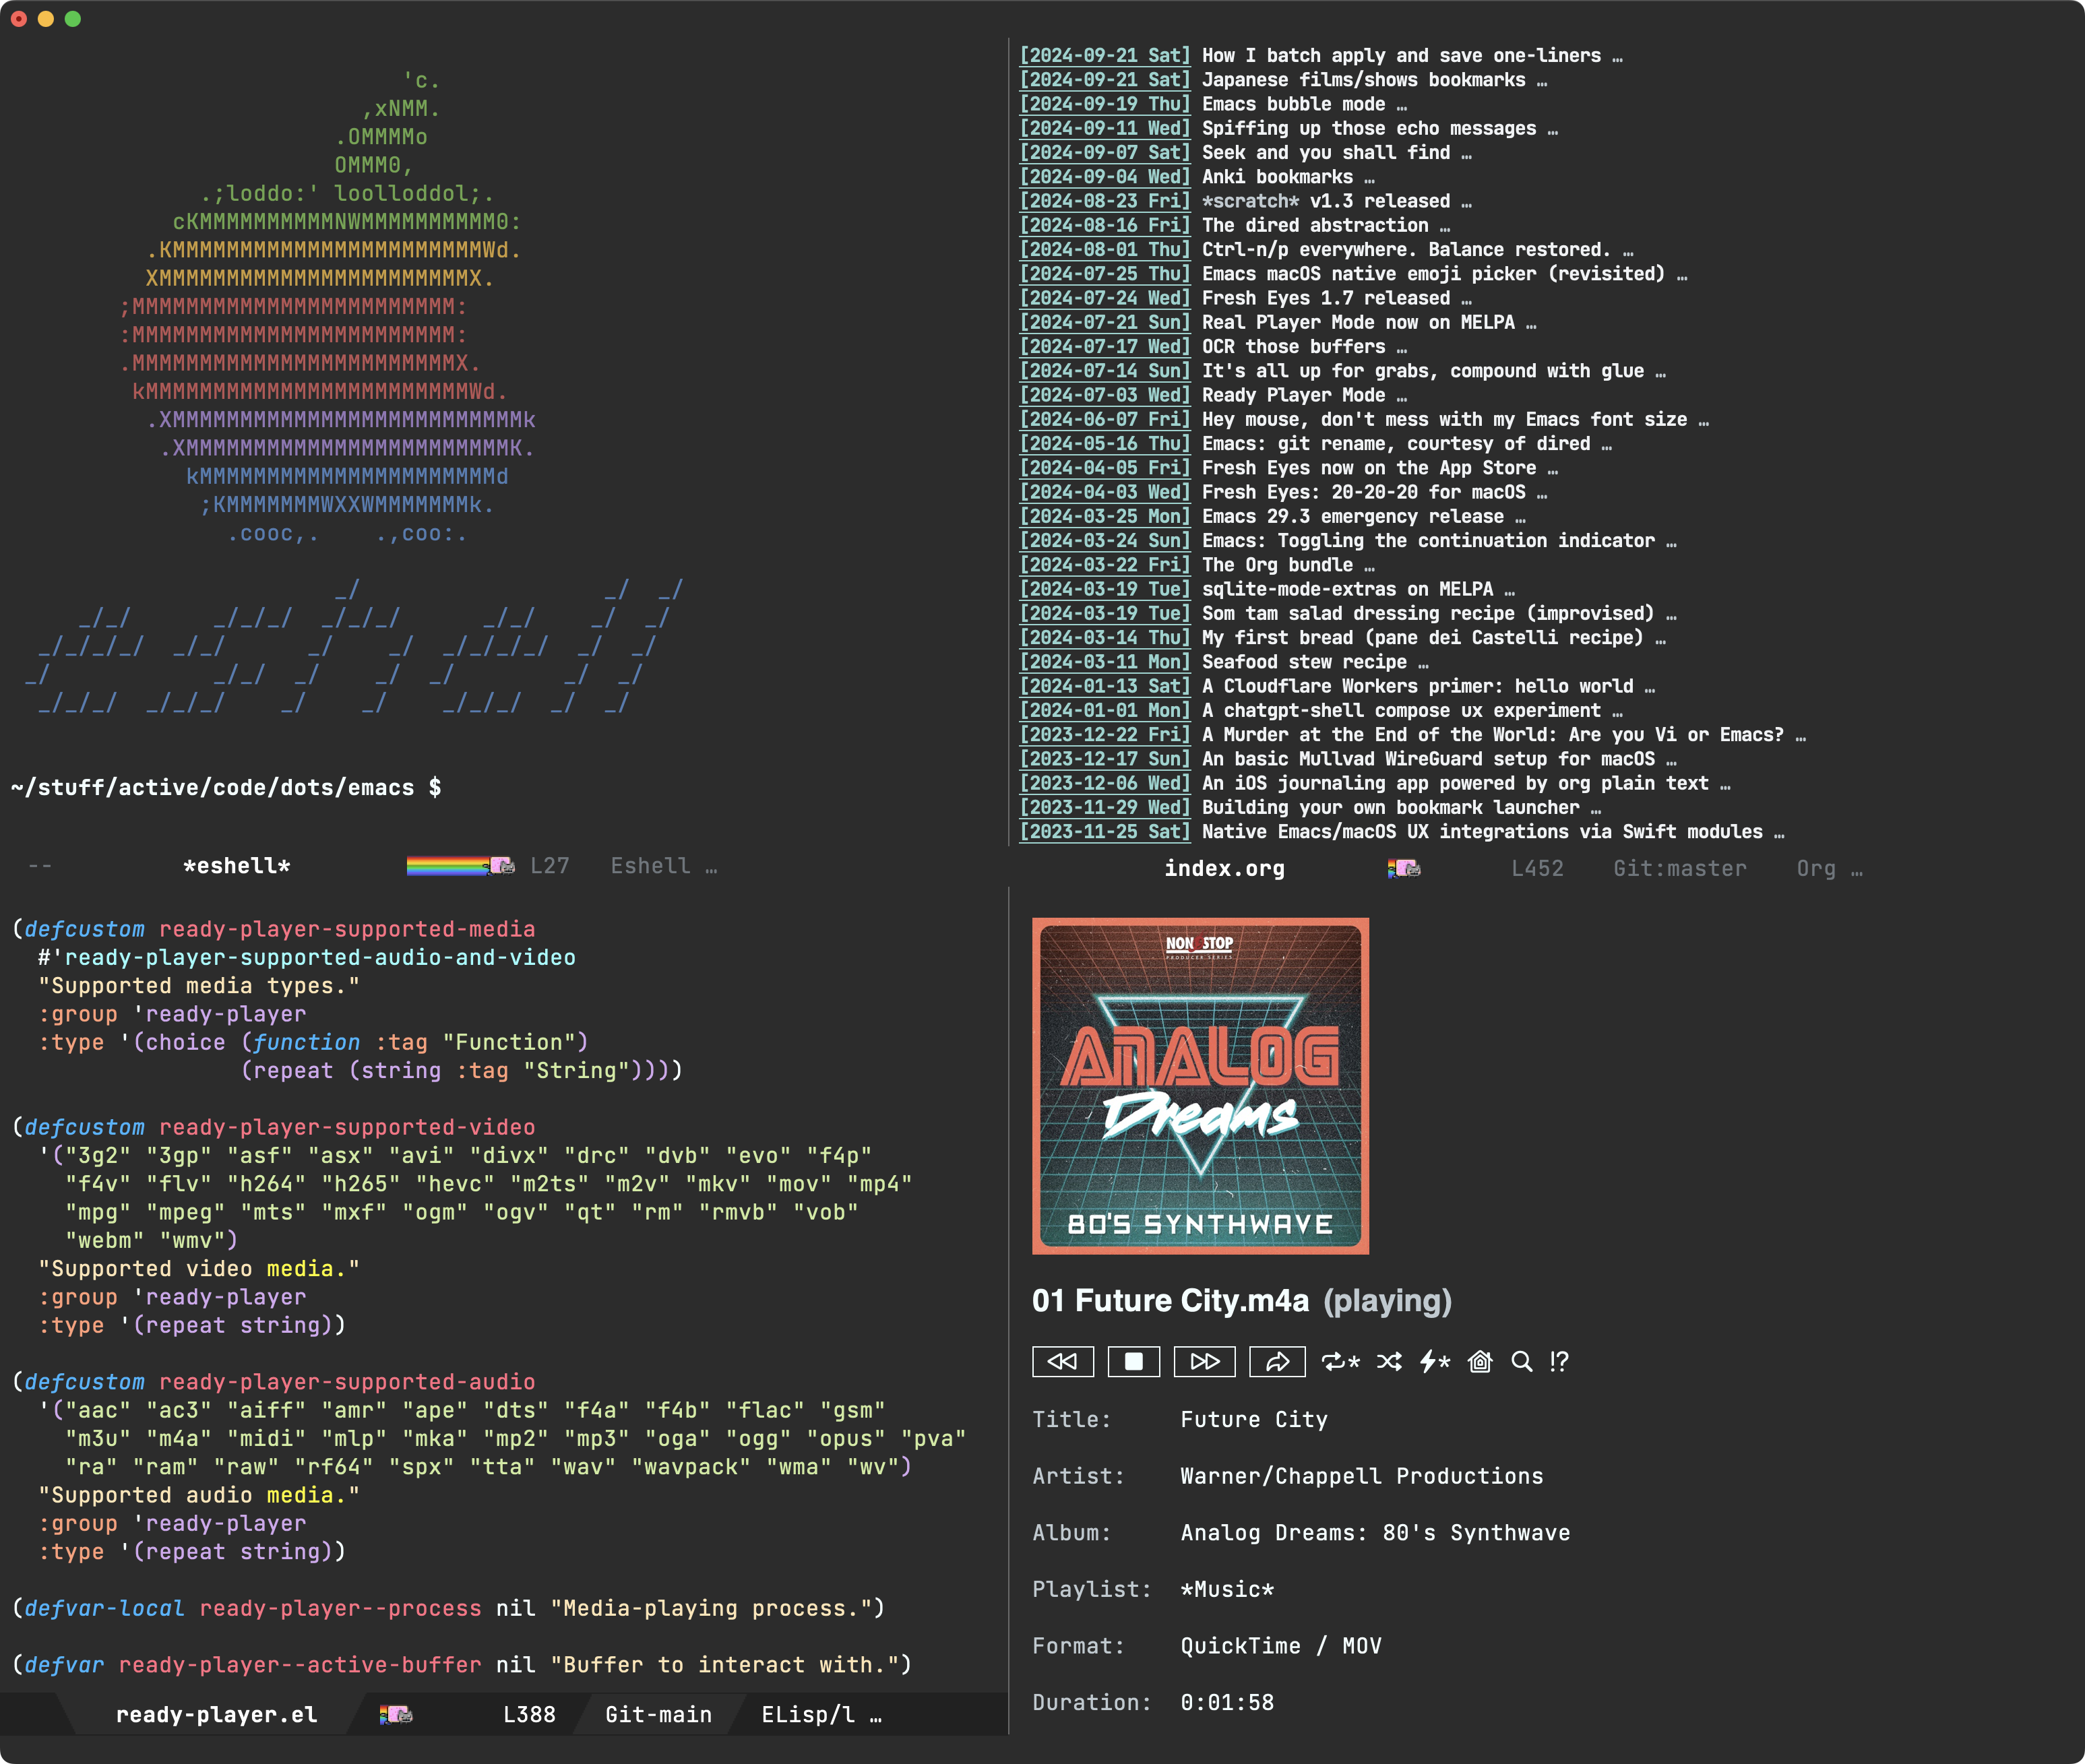 'c.
,xNMM.
.OMMMMo
OMMM0,
.;loddo:' loolloddol;.
cKMMMMMMMMMMNWMMMMMMMMMM0:
.KMMMMMMMMMMMMMMMMMMMMMMMWd.
XMMMMMMMMMMMMMMMMMMMMMMMX.
;MMMMMMMMMMMMMMMMMMMMMMMM:
:MMMMMMMMMMMMMMMMMMMMMMMM:
.MMMMMMMMMMMMMMMMMMMMMMMMX.
kMMMMMMMMMMMMMMMMMMMMMMMMWd.
.XMMMMMMMMMMMMMMMMMMMMMMMMMMk
.XMMMMMMMMMMMMMMMMMMMMMMMMK.
kMMMMMMMMMMMMMMMMMMMMMMd
;KMMMMMMMWXXWMMMMMMMk.
.cooc,.    .,coo:.
_/                  _/  _/
_/_/      _/_/_/  _/_/_/      _/_/    _/  _/
_/_/_/_/  _/_/      _/    _/  _/_/_/_/  _/  _/
_/            _/_/  _/    _/  _/        _/  _/
_/_/_/  _/_/_/    _/    _/    _/_/_/  _/  _/
~/stuff/active/code/dots/emacs $
-- *eshell* L27 Eshell …
[2024-09-21 Sat] How I batch apply and save one-liners …
[2024-09-21 Sat] Japanese films/shows bookmarks …
[2024-09-19 Thu] Emacs bubble mode …
[2024-09-11 Wed] Spiffing up those echo messages …
[2024-09-07 Sat] Seek and you shall find …
[2024-09-04 Wed] Anki bookmarks …
[2024-08-23 Fri] *scratch* v1.3 released …
[2024-08-16 Fri] The dired abstraction …
[2024-08-01 Thu] Ctrl-n/p everywhere. Balance restored. …
[2024-07-25 Thu] Emacs macOS native emoji picker (revisited) …
[2024-07-24 Wed] Fresh Eyes 1.7 released …
[2024-07-21 Sun] Real Player Mode now on MELPA …
[2024-07-17 Wed] OCR those buffers …
[2024-07-14 Sun] It's all up for grabs, compound with glue …
[2024-07-03 Wed] Ready Player Mode …
[2024-06-07 Fri] Hey mouse, don't mess with my Emacs font size …
[2024-05-16 Thu] Emacs: git rename, courtesy of dired …
[2024-04-05 Fri] Fresh Eyes now on the App Store …
[2024-04-03 Wed] Fresh Eyes: 20-20-20 for macOS …
[2024-03-25 Mon] Emacs 29.3 emergency release …
[2024-03-24 Sun] Emacs: Toggling the continuation indicator …
[2024-03-22 Fri] The Org bundle …
[2024-03-19 Tue] sqlite-mode-extras on MELPA …
[2024-03-19 Tue] Som tam salad dressing recipe (improvised) …
[2024-03-14 Thu] My first bread (pane dei Castelli recipe) …
[2024-03-11 Mon] Seafood stew recipe …
[2024-01-13 Sat] A Cloudflare Workers primer: hello world …
[2024-01-01 Mon] A chatgpt-shell compose ux experiment …
[2023-12-22 Fri] A Murder at the End of the World: Are you Vi or Emacs? …
[2023-12-17 Sun] An basic Mullvad WireGuard setup for macOS …
[2023-12-06 Wed] An iOS journaling app powered by org plain text …
[2023-11-29 Wed] Building your own bookmark launcher …
[2023-11-25 Sat] Native Emacs/macOS UX integrations via Swift modules …
index.org L452 Git:master Org …
(defcustom ready-player-supported-media
  #'ready-player-supported-audio-and-video
  "Supported media types."
  :group 'ready-player
  :type '(choice (function :tag "Function")
                 (repeat (string :tag "String"))))
(defcustom ready-player-supported-video
  '("3g2" "3gp" "asf" "asx" "avi" "divx" "drc" "dvb" "evo" "f4p"
    "f4v" "flv" "h264" "h265" "hevc" "m2ts" "m2v" "mkv" "mov" "mp4"
    "mpg" "mpeg" "mts" "mxf" "ogm" "ogv" "qt" "rm" "rmvb" "vob"
    "webm" "wmv")
  "Supported video media."
  :group 'ready-player
  :type '(repeat string))
(defcustom ready-player-supported-audio
  '("aac" "ac3" "aiff" "amr" "ape" "dts" "f4a" "f4b" "flac" "gsm"
    "m3u" "m4a" "midi" "mlp" "mka" "mp2" "mp3" "oga" "ogg" "opus" "pva"
    "ra" "ram" "raw" "rf64" "spx" "tta" "wav" "wavpack" "wma" "wv")
  "Supported audio media."
  :group 'ready-player
  :type '(repeat string))
(defvar-local ready-player--process nil "Media-playing process.")
(defvar ready-player--active-buffer nil "Buffer to interact with.")
ready-player.el L388 Git-main ELisp/l …
NON STOP
PRODUCER SERIES
ANALOG
Dreams
80'S SYNTHWAVE
01 Future City.m4a (playing)
* * !?
Title: Future City
Artist: Warner/Chappell Productions
Album: Analog Dreams: 80's Synthwave
Playlist: *Music*
Format: QuickTime / MOV
Duration: 0:01:58